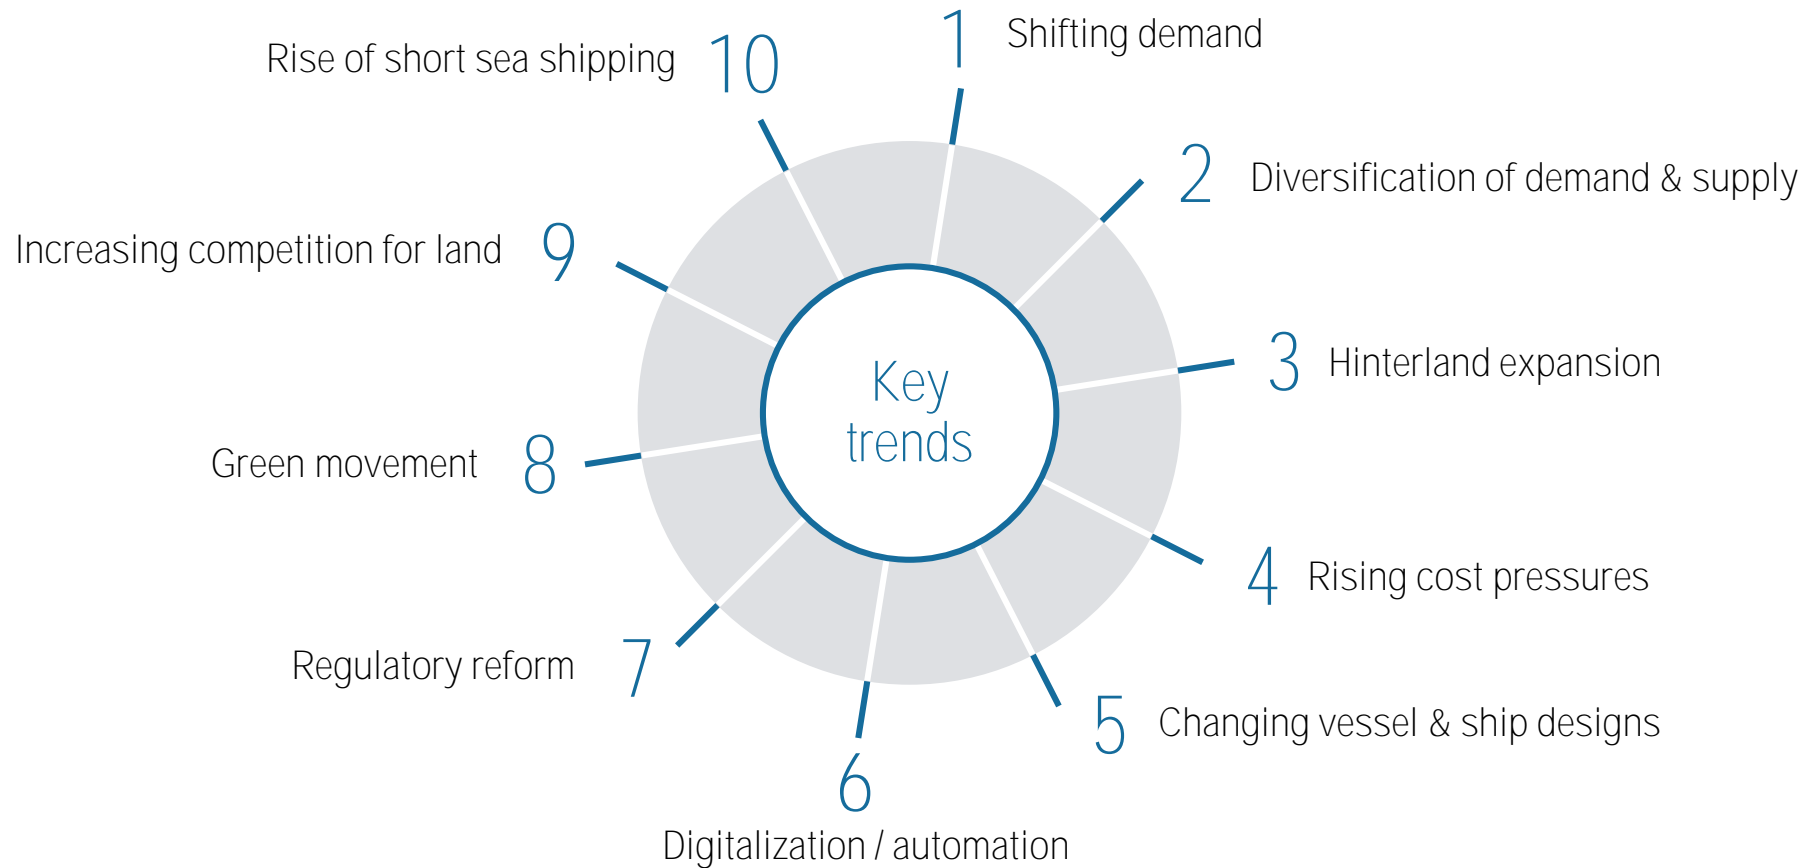 Key
trends
1 Shifting demand
2 Diversification of demand & supply
3 Hinterland expansion
4 Rising cost pressures
5 Changing vessel & ship designs
6
Digitalization / automation
Regulatory reform 7
Green movement 8
Increasing competition for land 9
Rise of short sea shipping 10